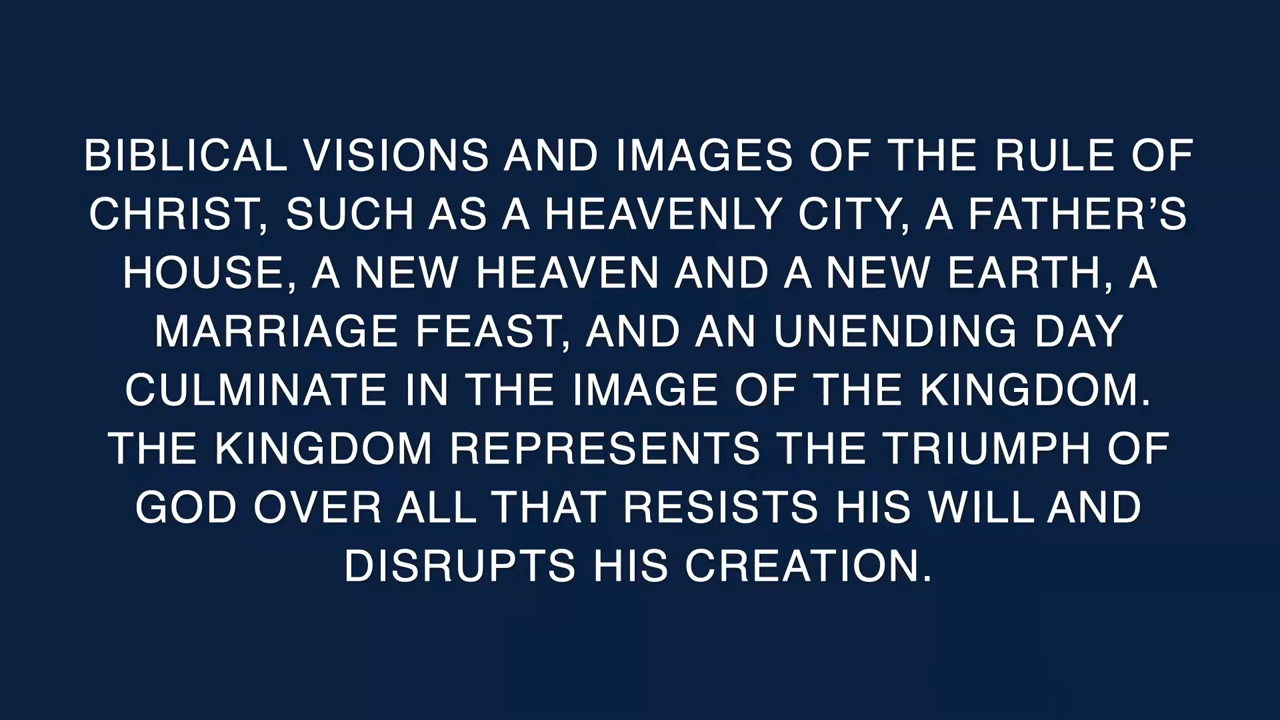 BIBLICAL VISIONS AND IMAGES OF THE RULE OF
CHRIST, SUCH AS A HEAVENLY CITY, A FATHER’S
HOUSE, A NEW HEAVEN AND A NEW EARTH, A
MARRIAGE FEAST, AND AN UNENDING DAY
CULMINATE IN THE IMAGE OF THE KINGDOM.
THE KINGDOM REPRESENTS THE TRIUMPH OF
GOD OVER ALL THAT RESISTS HIS WILL AND
DISRUPTS HIS CREATION.